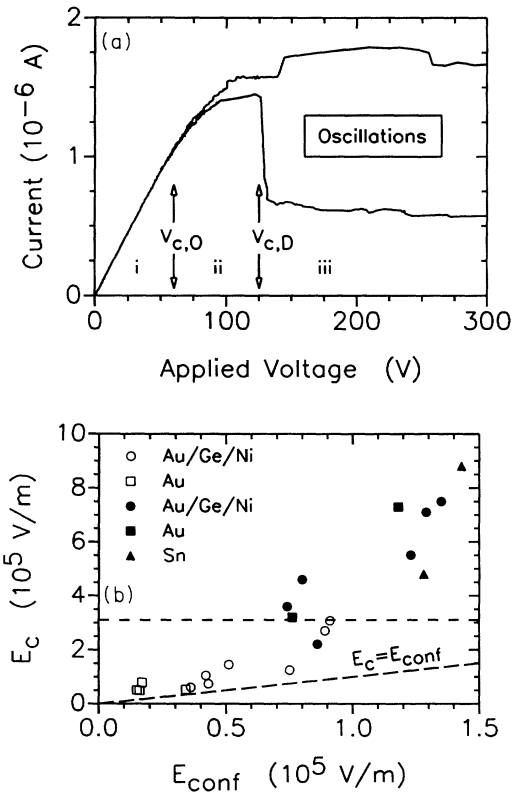 2
(a)
1
0
Current (10⁻⁶ A)
Oscillations
V_c,O
V_c,D
i
ii
iii
0
100
200
300
Applied Voltage (V)
10
8
6
4
2
0
E_c (10⁵ V/m)
Au/Ge/Ni
Au
Au/Ge/Ni
Au
Sn
(b)
E_c=E_conf
0.0
0.5
1.0
1.5
E_conf (10⁵ V/m)